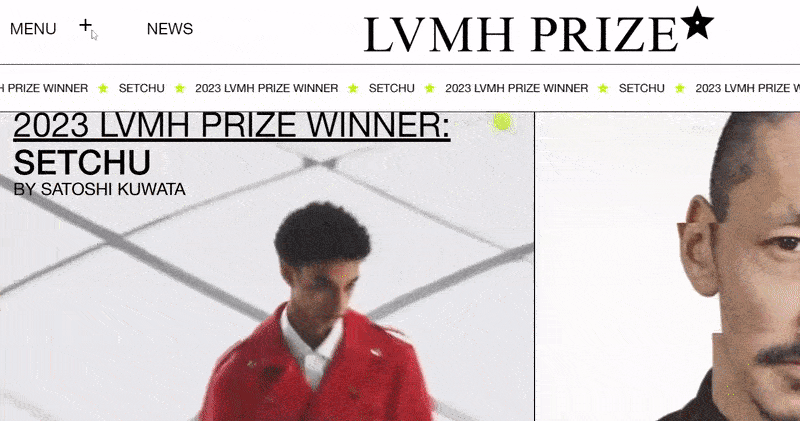 MENU + NEWS
LVMH PRIZE
H PRIZE WINNER ★ SETCHU ★ 2023 LVMH PRIZE WINNER ★ SETCHU ★ 2023 LVMH PRIZE WINNER ★ SETCHU ★ 2023 LVMH PRIZE W
2023 LVMH PRIZE WINNER:
SETCHU
BY SATOSHI KUWATA